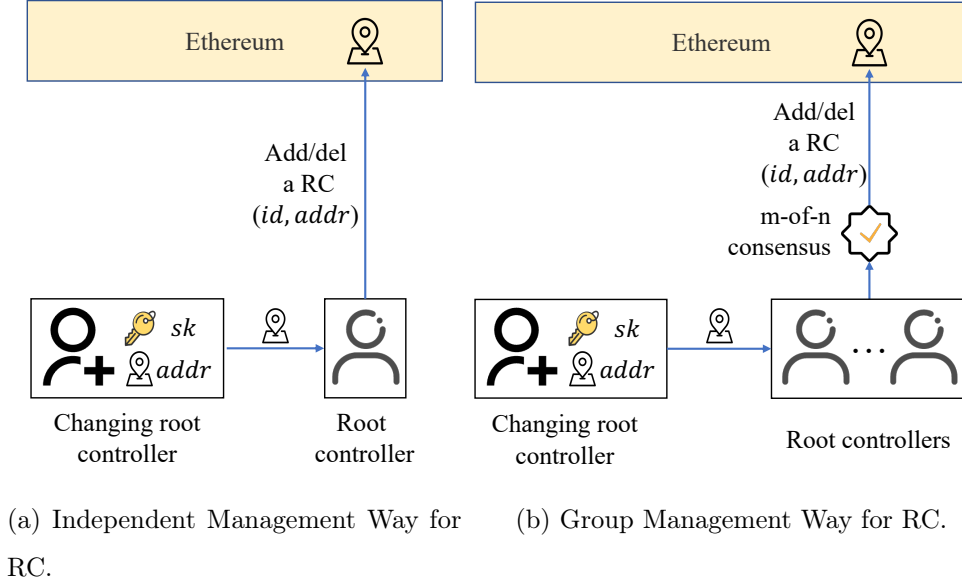 Ethereum
Add/del
a RC
(id, addr)
sk
addr
Changing root
controller
Root
controller
(a) Independent Management Way for
RC.
Ethereum
Add/del
a RC
(id, addr)
m-of-n
consensus
sk
addr
...
Changing root
controller
Root controllers
(b) Group Management Way for RC.